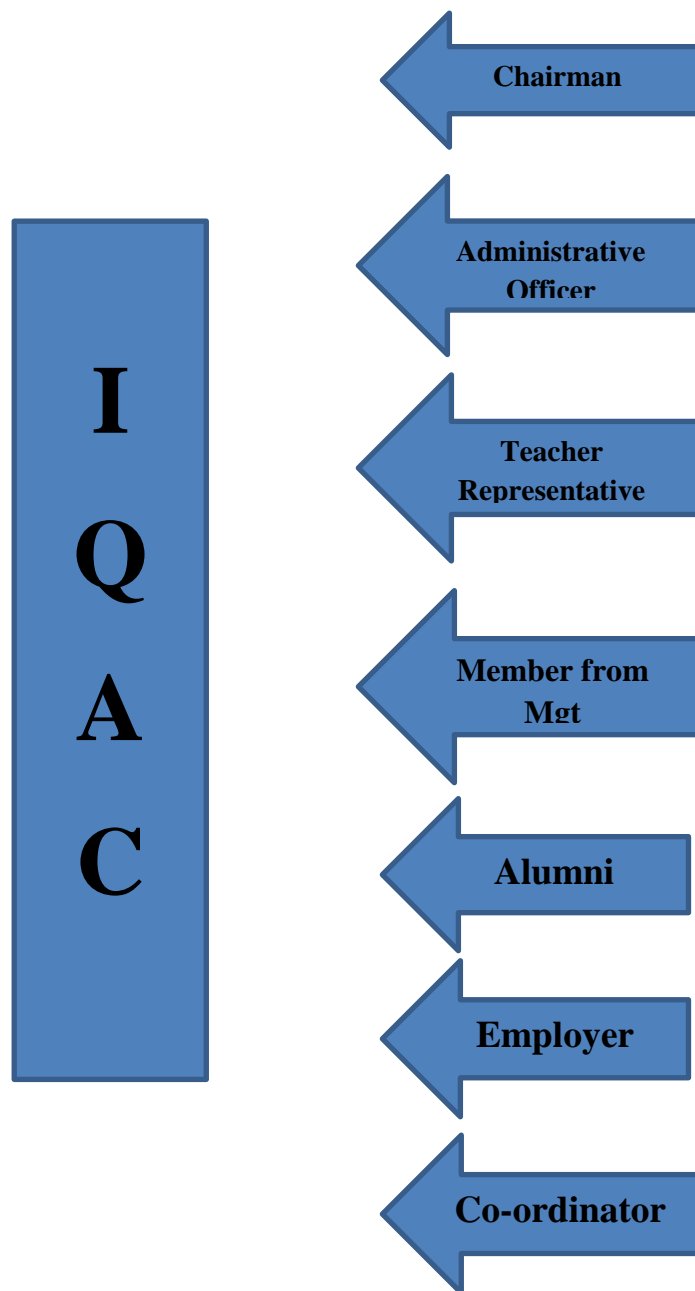 I
Q
A
C
Chairman
Administrative
Officer
Teacher
Representative
Member from
Mgt
Alumni
Employer
Co-ordinator